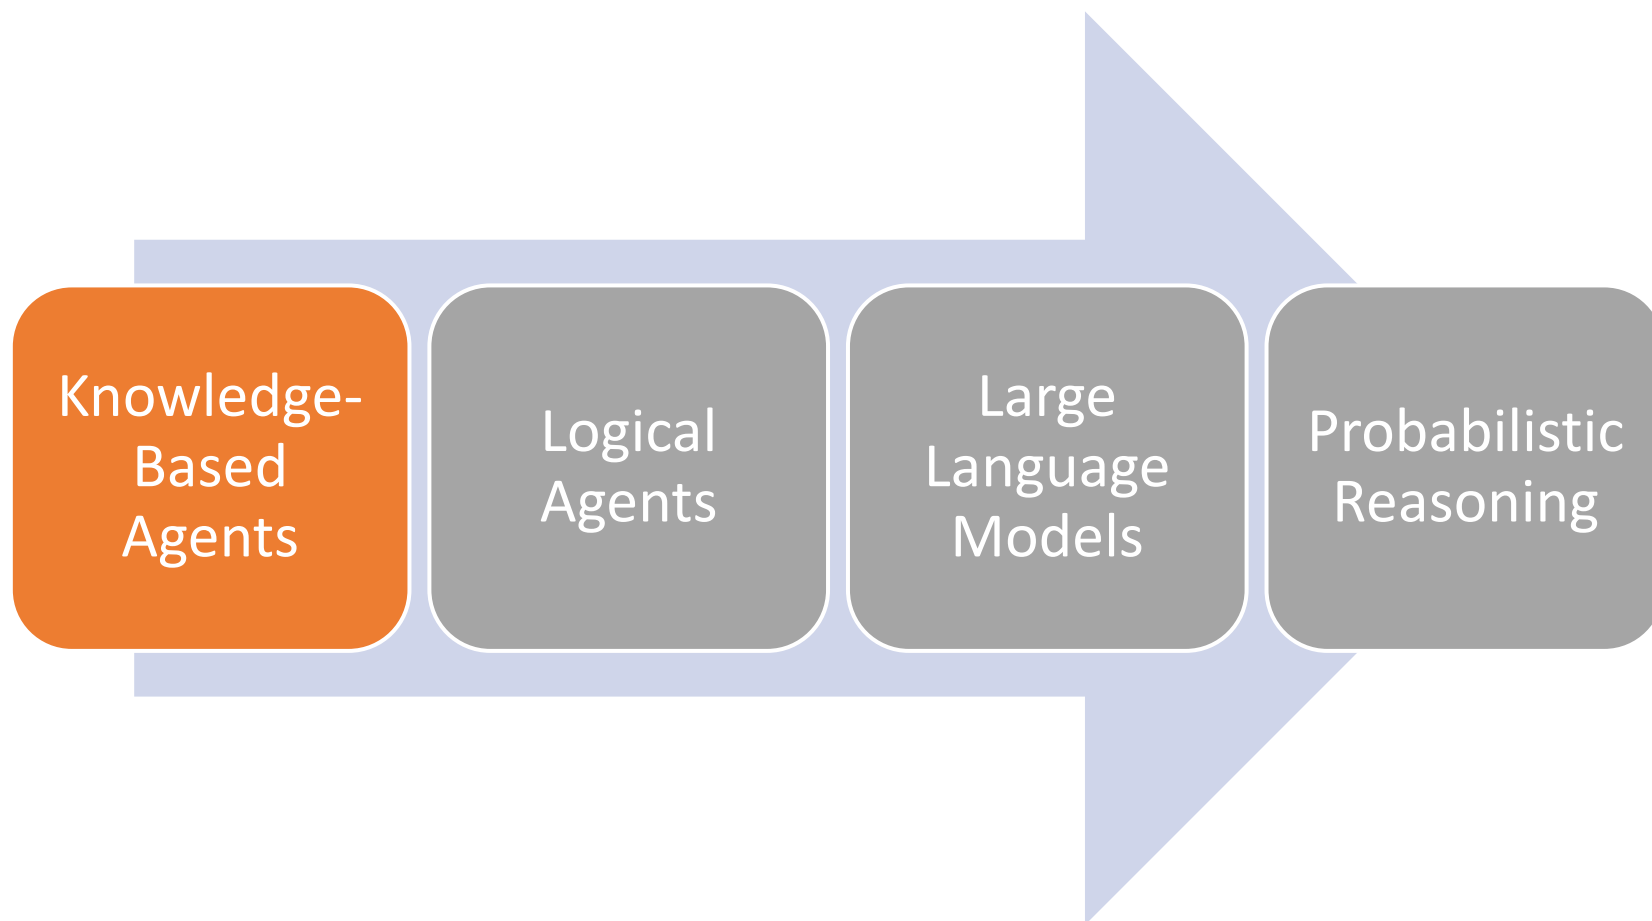 Knowledge-
Based
Agents
Logical
Agents
Large
Language
Models
Probabilistic
Reasoning